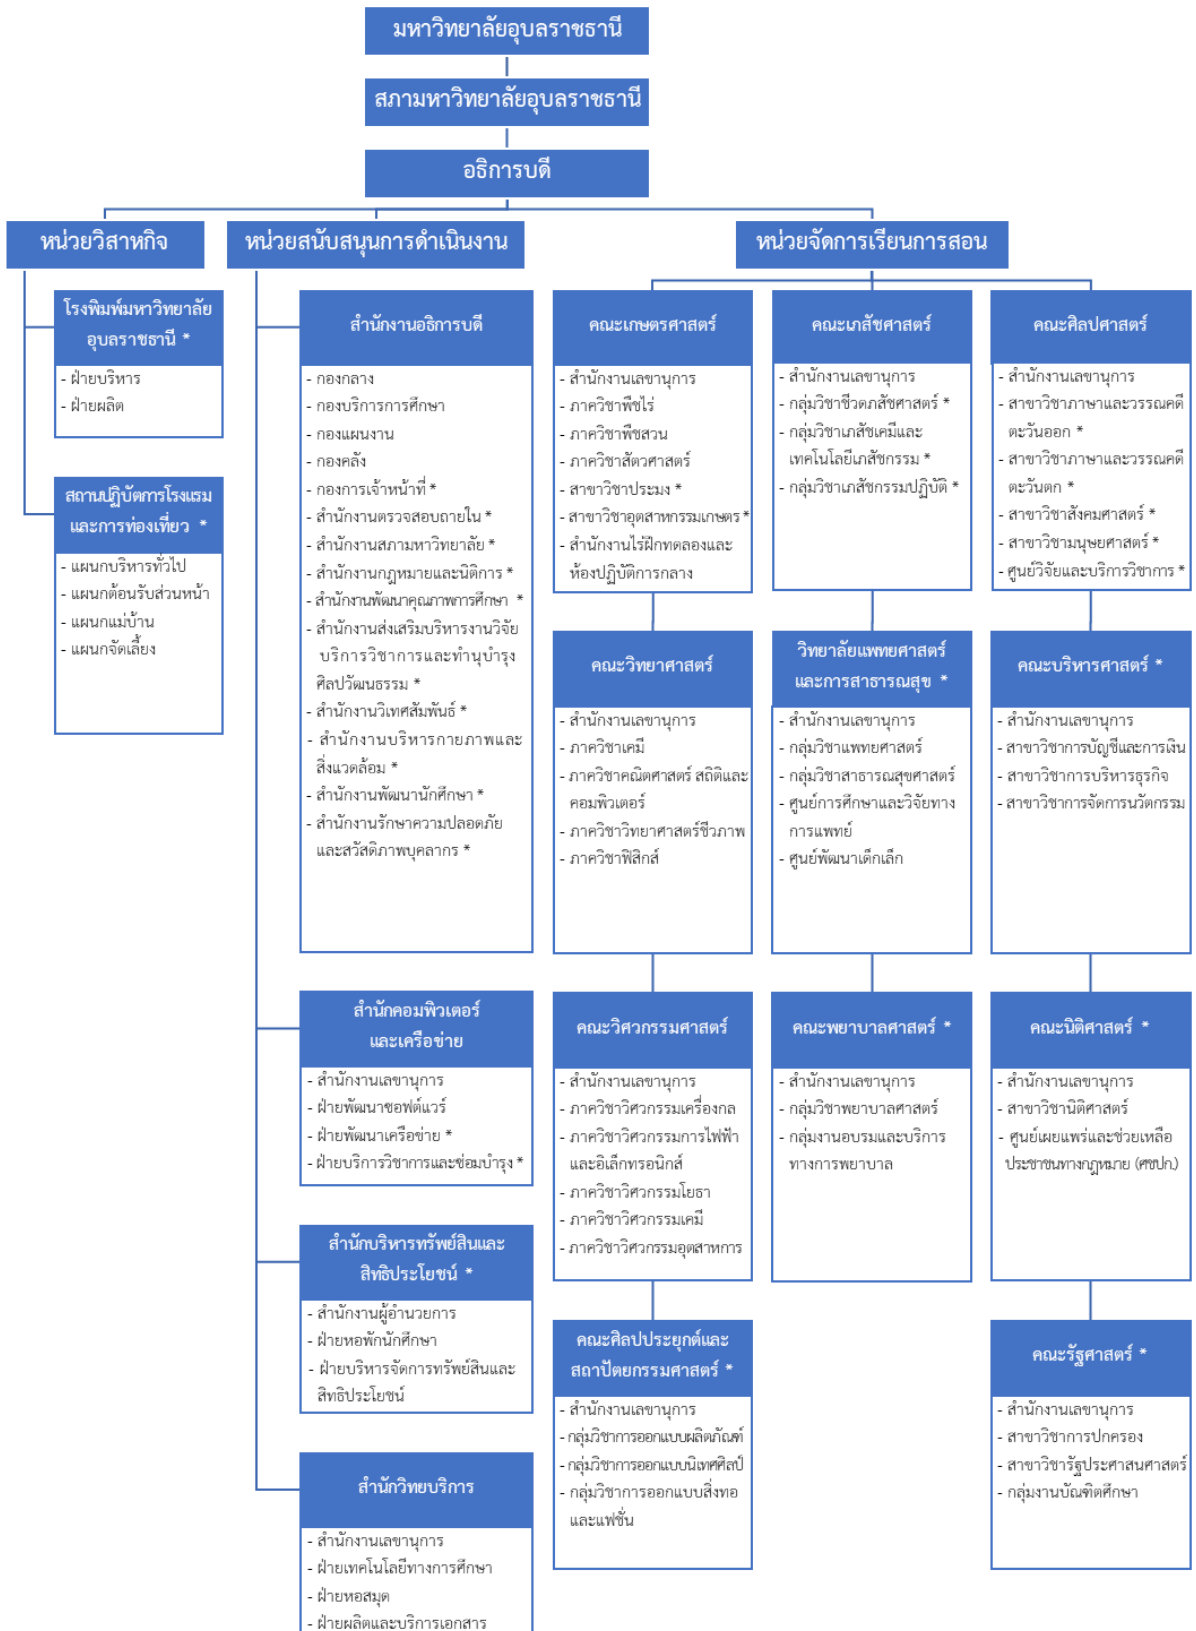 มหาวิทยาลัยอุบลราชธานี
สภามหาวิทยาลัยอุบลราชธานี
อธิการบดี
หน่วยวิสาหกิจ
หน่วยสนับสนุนการดำเนินงาน
หน่วยจัดการเรียนการสอน
โรงพิมพ์มหาวิทยาลัย
อุบลราชธานี *
- ฝ่ายบริหาร
- ฝ่ายผลิต
สถานปฏิบัตการโรงแรม
และการท่องเที่ยว *
- แผนกบริหารทั่วไป
- แผนกต้อนรับส่วนหน้า
- แผนกแม่บ้าน
- แผนกจัดเลี้ยง
สำนักงานอธิการบดี
- กองกลาง
- กองบริการการศึกษา
- กองแผนงาน
- กองคลัง
- กองการเจ้าหน้าที่ *
- สำนักงานตรวจสอบภายใน *
- สำนักงานสภามหาวิทยาลัย *
- สำนักงานกฎหมายและนิติการ *
- สำนักงานพัฒนาคุณภาพการศึกษา *
- สำนักงานส่งเสริมบริหารงานวิจัย
บริการวิชาการและทำนุบำรุง
ศิลปวัฒนธรรม *
- สำนักงานวิเทศสัมพันธ์ *
- สำนักงานบริหารกายภาพและ
สิ่งแวดล้อม *
- สำนักงานพัฒนานักศึกษา *
- สำนักงานรักษาความปลอดภัย
และสวัสดิภาพบุคลากร *
สำนักคอมพิวเตอร์
และเครือข่าย
- สำนักงานเลขานุการ
- ฝ่ายพัฒนาซอฟต์แวร์
- ฝ่ายพัฒนาเครือข่าย *
- ฝ่ายบริการวิชาการและซ่อมบำรุง *
สำนักบริหารทรัพย์สินและ
สิทธิประโยชน์ *
- สำนักงานผู้อำนวยการ
- ฝ่ายหอพักนักศึกษา
- ฝ่ายบริหารจัดการทรัพย์สินและ
สิทธิประโยชน์
สำนักวิทยบริการ
- สำนักงานเลขานุการ
- ฝ่ายเทคโนโลยีทางการศึกษา
- ฝ่ายหอสมุด
- ฝ่ายผลิตและบริการเอกสาร
คณะเกษตรศาสตร์
- สำนักงานเลขานุการ
- ภาควิชาพืชไร่
- ภาควิชาพืชสวน
- ภาควิชาสัตวศาสตร์
- สาขาวิชาประมง *
- สาขาวิชาอุตสาหกรรมเกษตร *
- สำนักงานไร่ฝึกทดลองและ
ห้องปฏิบัติการกลาง
คณะวิทยาศาสตร์
- สำนักงานเลขานุการ
- ภาควิชาเคมี
- ภาควิชาคณิตศาสตร์ สถิติและ
คอมพิวเตอร์
- ภาควิชาวิทยาศาสตร์ชีวภาพ
- ภาควิชาฟิสิกส์
คณะวิศวกรรมศาสตร์
- สำนักงานเลขานุการ
- ภาควิชาวิศวกรรมเครื่องกล
- ภาควิชาวิศวกรรมการไฟฟ้า
และอิเล็กทรอนิกส์
- ภาควิชาวิศวกรรมโยธา
- ภาควิชาวิศวกรรมเคมี
- ภาควิชาวิศวกรรมอุตสาหการ
คณะศิลปประยุกต์และ
สถาปัตยกรรมศาสตร์ *
- สำนักงานเลขานุการ
- กลุ่มวิชาการออกแบบผลิตภัณฑ์
- กลุ่มวิชาการออกแบบนิเทศศิลป์
- กลุ่มวิชาการออกแบบสิ่งทอ
และแฟชั่น
คณะเภสัชศาสตร์
- สำนักงานเลขานุการ
- กลุ่มวิชาชีวดภสัชศาสตร์ *
- กลุ่มวิชาเภสัชเคมีและ
เทคโนโลยีเภสัชกรรม *
- กลุ่มวิชาเภสัชกรรมปฏิบัติ *
วิทยาลัยแพทยศาสตร์
และการสาธารณสุข *
- สำนักงานเลขานุการ
- กลุ่มวิชาแพทยศาสตร์
- กลุ่มวิชาสาธารณสุขศาสตร์
- ศูนย์การศึกษาและวิจัยทาง
การแพทย์
- ศูนย์พัฒนาเด็กเล็ก
คณะพยาบาลศาสตร์ *
- สำนักงานเลขานุการ
- กลุ่มวิชาพยาบาลศาสตร์
- กลุ่มงานอบรมและบริการ
ทางการพยาบาล
คณะศิลปศาสตร์
- สำนักงานเลขานุการ
- สาขาวิชาภาษาและวรรณคดี
ตะวันออก *
- สาขาวิชาภาษาและวรรณคดี
ตะวันตก *
- สาขาวิชาสังคมศาสตร์ *
- สาขาวิชามนุษยศาสตร์ *
- ศูนย์วิจัยและบริการวิชาการ *
คณะบริหารศาสตร์ *
- สำนักงานเลขานุการ
- สาขาวิชาการบัญชีและการเงิน
- สาขาวิชาการบริหารธุรกิจ
- สาขาวิชาการจัดการนวัตกรรม
คณะนิติศาสตร์ *
- สำนักงานเลขานุการ
- สาขาวิชานิติศาสตร์
- ศูนย์เผยแพร่และช่วยเหลือ
ประชาชนทางกฎหมาย (ศชปก.)
คณะรัฐศาสตร์ *
- สำนักงานเลขานุการ
- สาขาวิชาการปกครอง
- สาขาวิชารัฐประศาสนศาสตร์
- กลุ่มงานบัณฑิตศึกษา